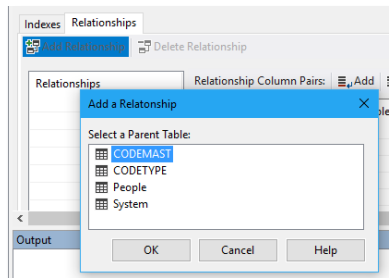 Indexes Relationships
Add Relationship Delete Relationship
Relationships Relationship Column Pairs: Add
Add a Relatonship
Select a Parent Table:
CODEMAST
CODETYPE
People
System
Output
OK Cancel Help